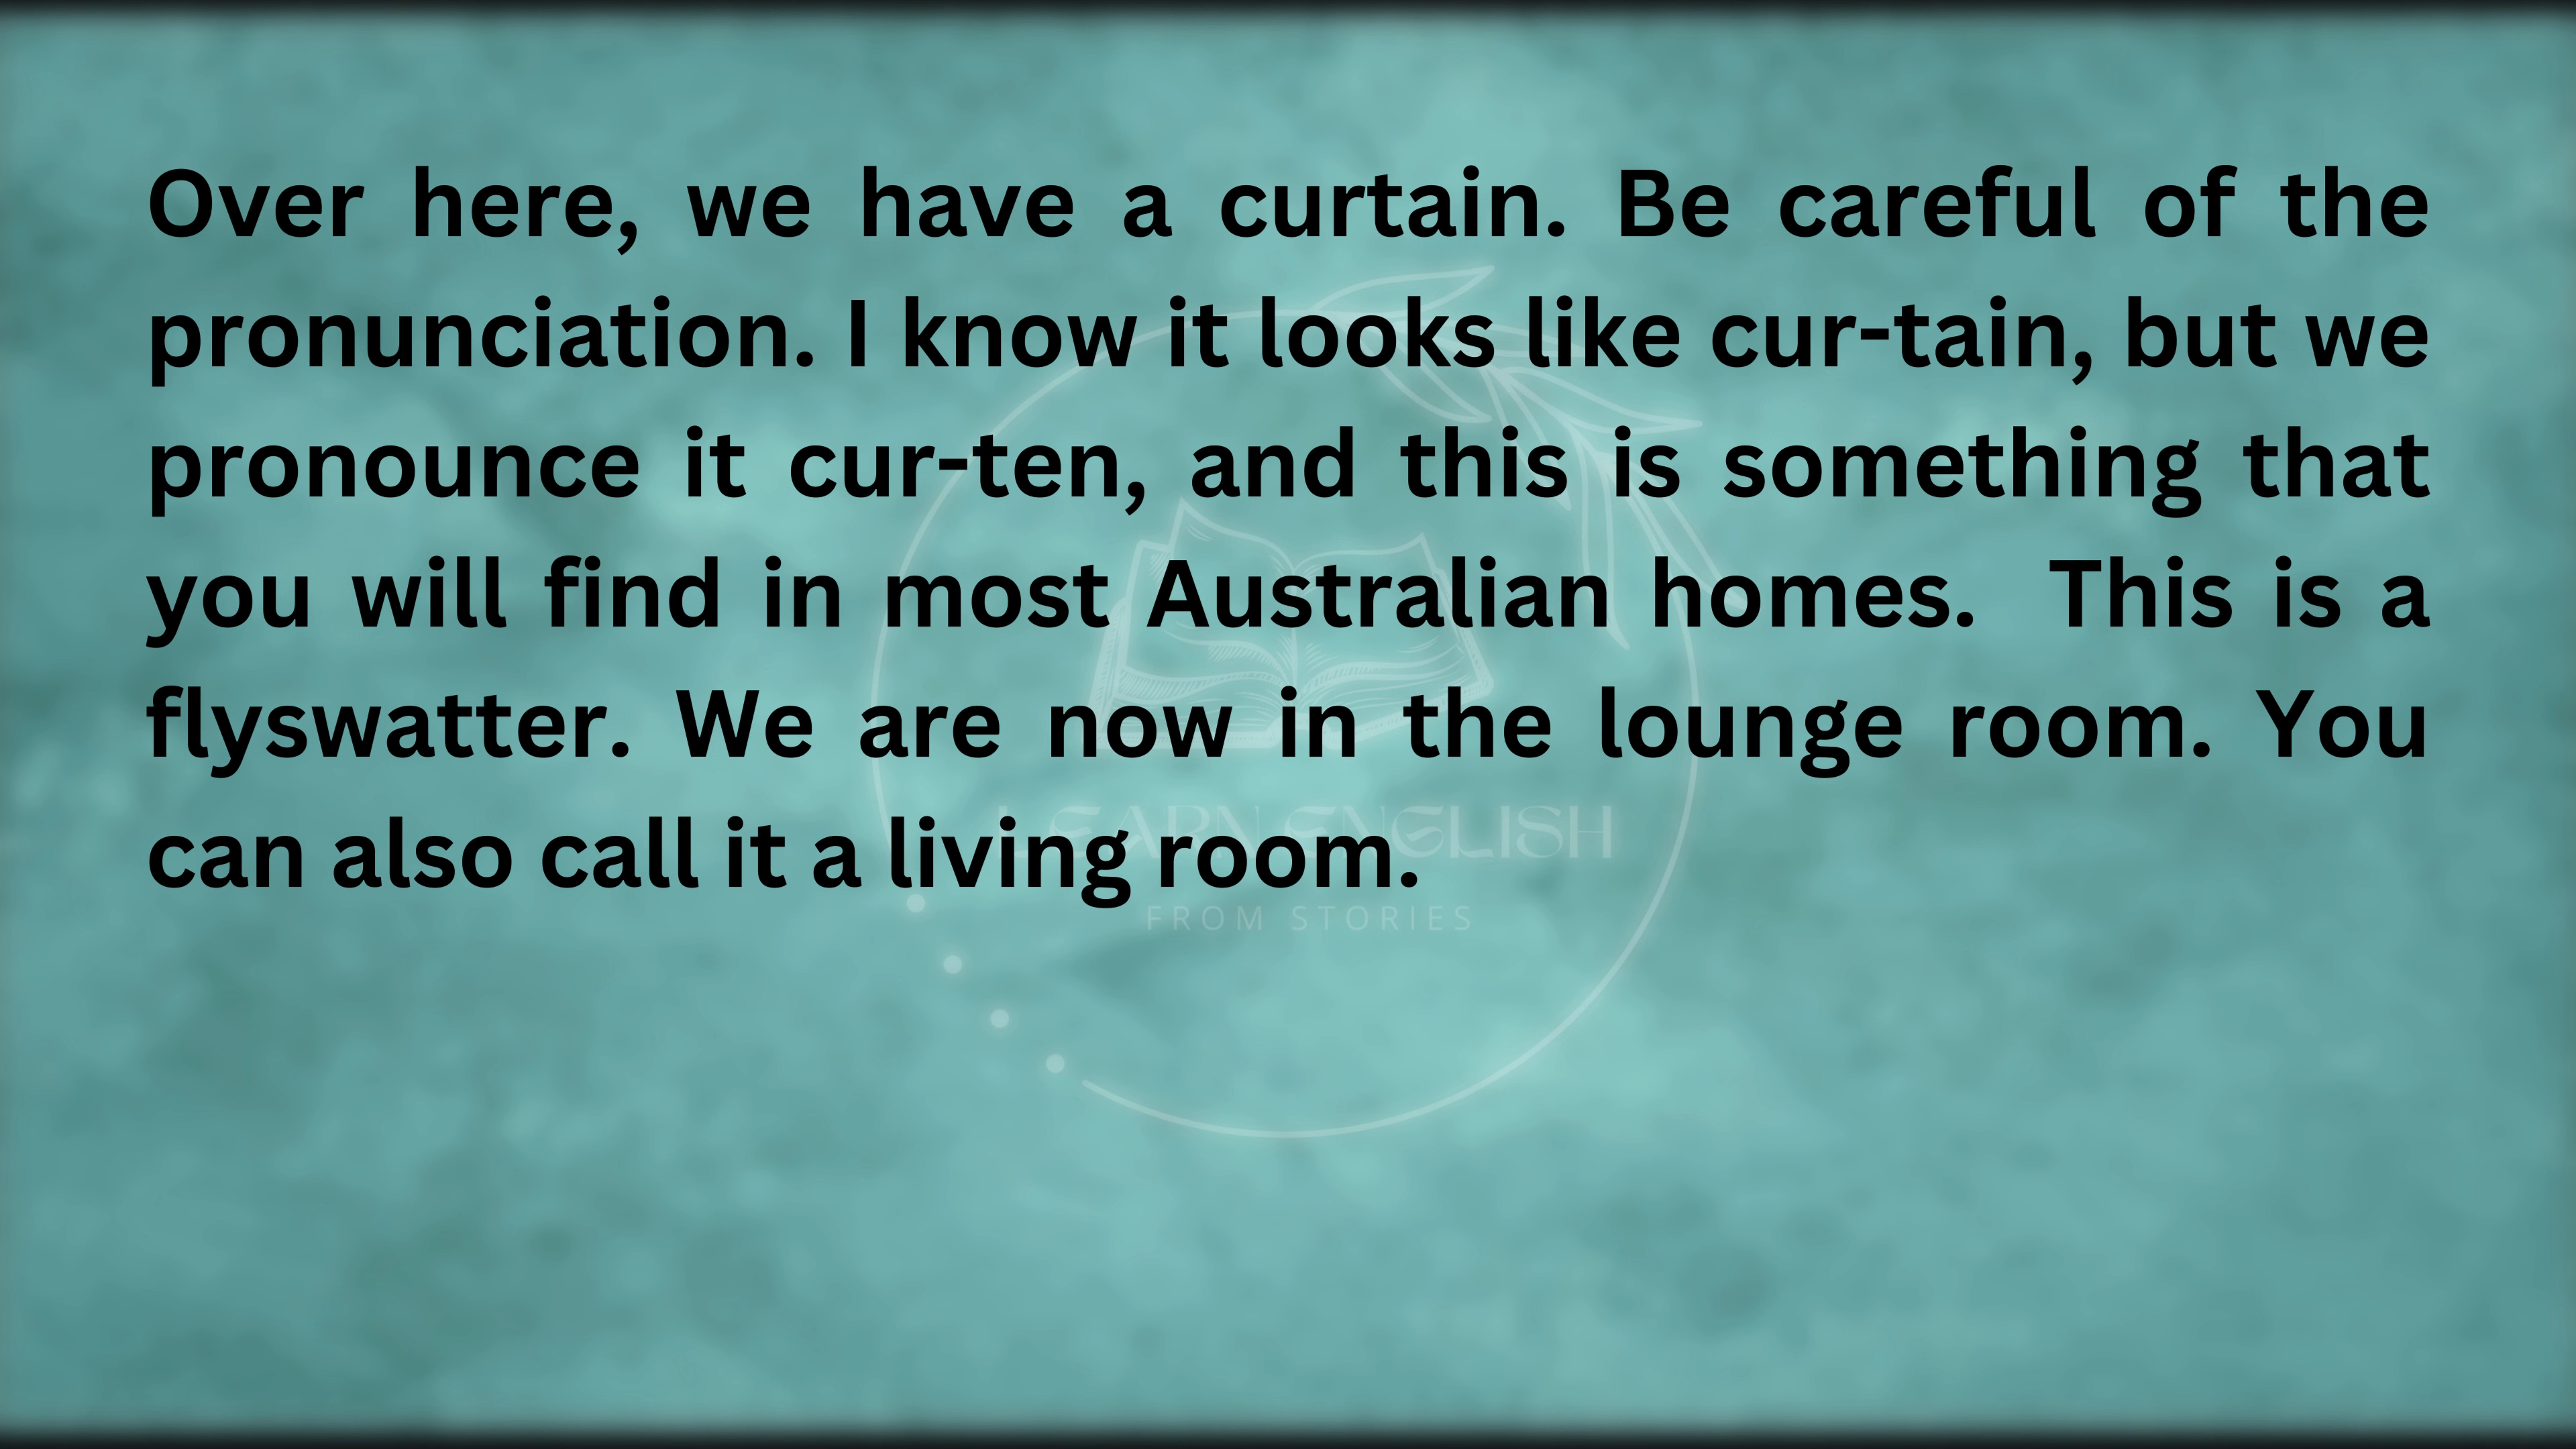 Over here, we have a curtain. Be careful of the
pronunciation. I know it looks like cur-tain, but we
pronounce it cur-ten, and this is something that
you will find in most Australian homes.  This is a
flyswatter. We are now in the lounge room. You
can also call it a living room.
LEARN ENGLISH
FROM STORIES